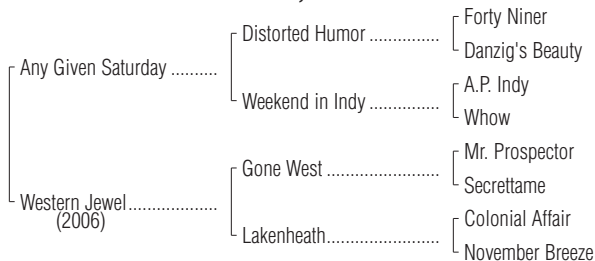 Forty Niner
Distorted Humor ...............
Danzig's Beauty
Any Given Saturday ..........
A.P. Indy
Weekend in Indy ...............
Whow
Mr. Prospector
Gone West ........................
Secrettame
Western Jewel...................
(2006)
Colonial Affair
Lakenheath........................
November Breeze